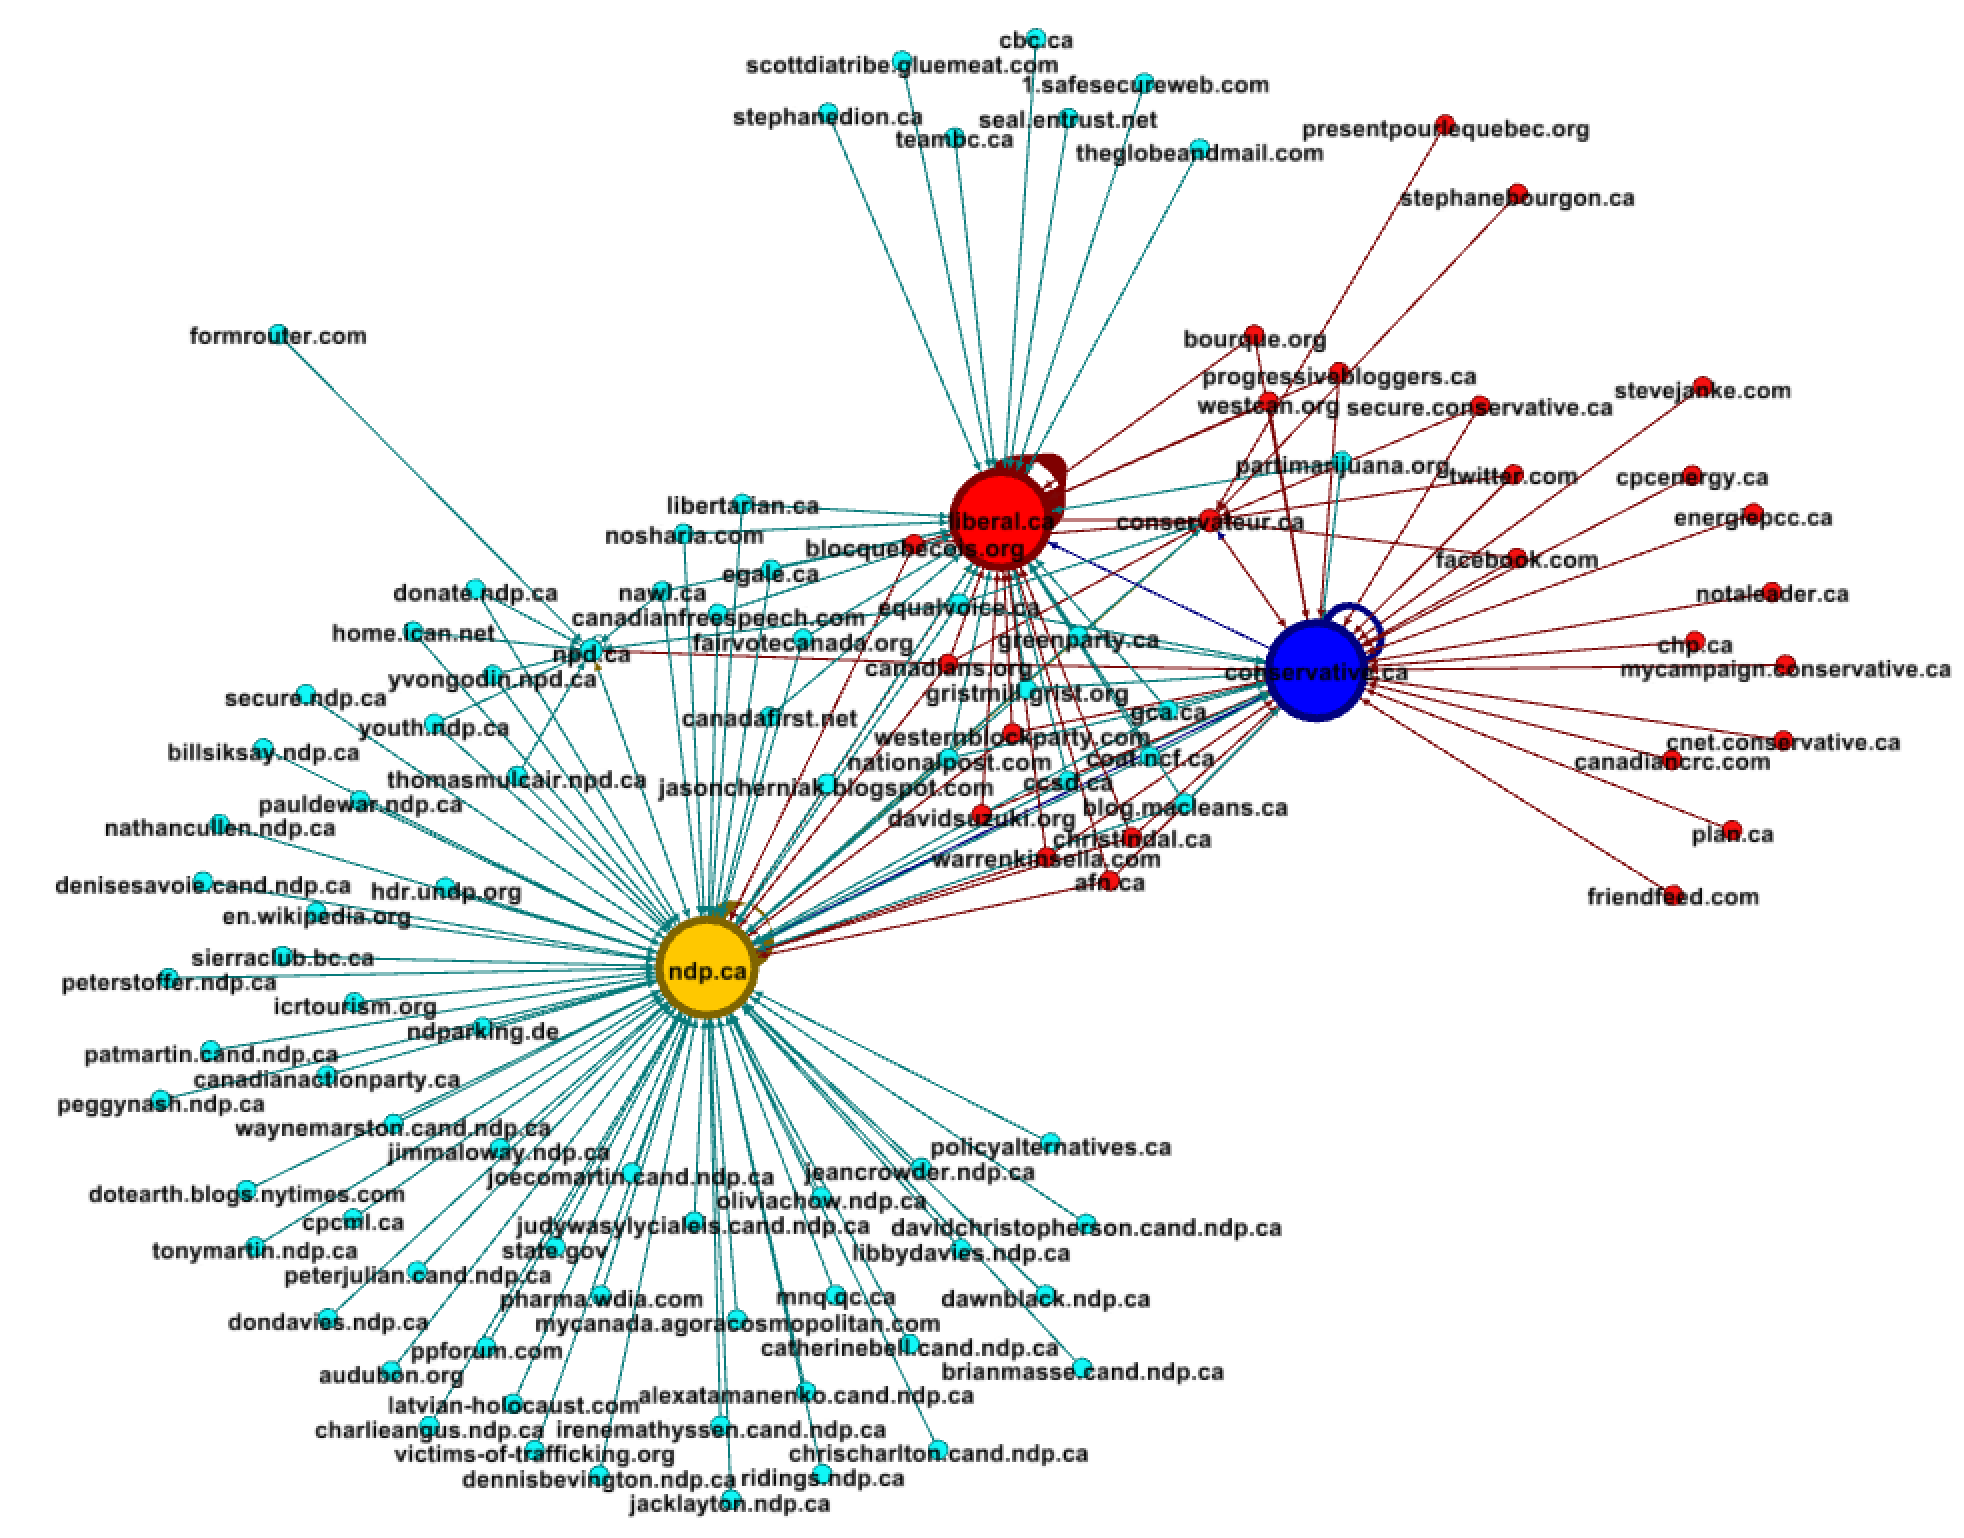 cbc.ca
scottdiatribe.gluemeat.com
1.safesecureweb.com
stephanedion.ca
seal.entrust.net
teambc.ca
theglobeandmail.com
presentpourlequebec.org
stephanebourgon.ca
formrouter.com
bourque.org
progressivebloggers.ca
stevejanke.com
westcan.org
secure.conservative.ca
partimarijuana.org
twitter.com
cpcenergy.ca
libertarian.ca
energiepcc.ca
liberal.ca
conservateur.ca
nosharia.com
blocquebecois.org
facebook.com
egale.ca
donate.ndp.ca
nawl.ca
notaleader.ca
equalvoice.ca
canadianfreespeech.com
home.ican.net
fairvotecanada.org
greenparty.ca
chp.ca
npd.ca
canadians.org
conservative.ca
mycampaign.conservative.ca
yvongodin.npd.ca
gristmill.grist.org
secure.ndp.ca
gca.ca
canadafirst.net
youth.ndp.ca
westernblockparty.com
cnet.conservative.ca
billsiksay.ndp.ca
coat.ncf.ca
nationalpost.com
canadiancrc.com
thomasmulcair.npd.ca
ccsd.ca
jasoncherniak.blogspot.com
pauldewar.ndp.ca
blog.macleans.ca
davidsuzuki.org
nathancullen.ndp.ca
plan.ca
christindal.ca
warrenkinsella.com
afn.ca
denisesavoie.cand.ndp.ca
hdr.undp.org
friendfeed.com
en.wikipedia.org
sierraclub.bc.ca
ndp.ca
peterstoffer.ndp.ca
icrtourism.org
ndparking.de
patmartin.cand.ndp.ca
canadianactionparty.ca
peggynash.ndp.ca
waynemarston.cand.ndp.ca
policyalternatives.ca
jimmaloway.ndp.ca
jeancrowder.ndp.ca
joecomartin.cand.ndp.ca
dotearth.blogs.nytimes.com
oliviachow.ndp.ca
cpcml.ca
judywasylycialeis.cand.ndp.ca
davidchristopherson.cand.ndp.ca
tonymartin.ndp.ca
state.gov
libbydavies.ndp.ca
peterjulian.cand.ndp.ca
pharma.wdia.com
mnq.qc.ca
dawnblack.ndp.ca
dondavies.ndp.ca
mycanada.agoracosmopolitan.com
ppforum.com
catherinebell.cand.ndp.ca
audubon.org
brianmasse.cand.ndp.ca
latvian-holocaust.com
alexatamanenko.cand.ndp.ca
charlieangus.ndp.ca
irenemathyssen.cand.ndp.ca
victims-of-trafficking.org
chrischarlton.cand.ndp.ca
dennisbevington.ndp.ca
ridings.ndp.ca
jacklayton.ndp.ca